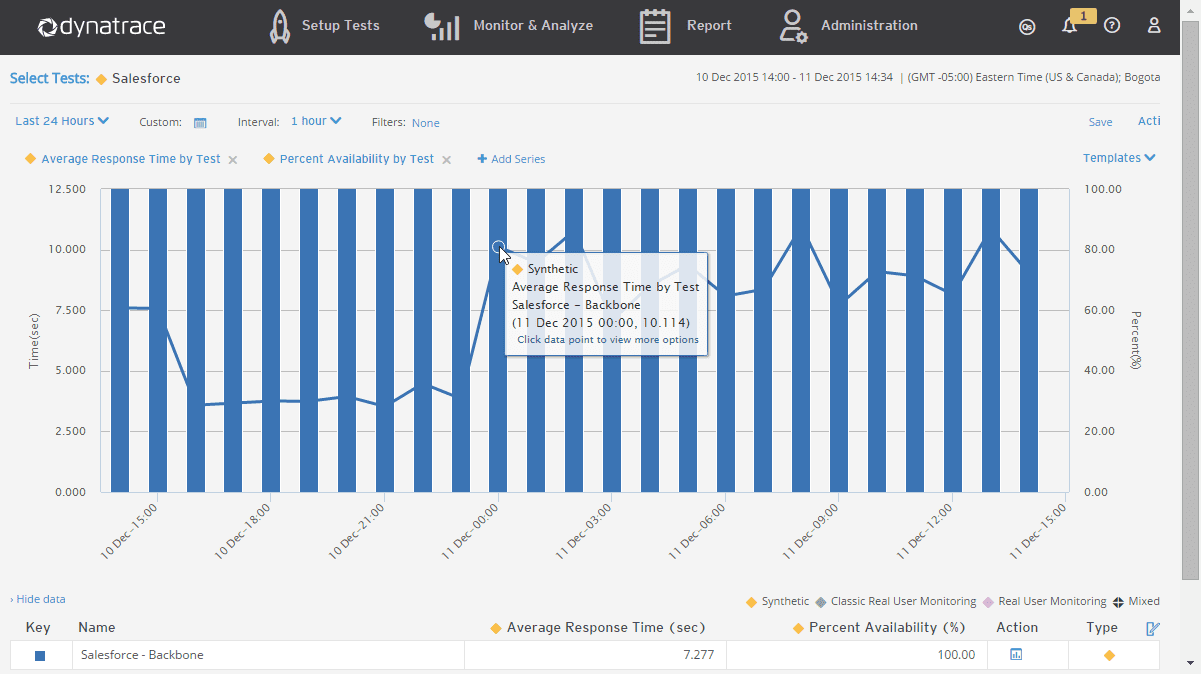 dynatrace Setup Tests Monitor & Analyze Report Administration Qs 1 ?
Select Tests: Salesforce 10 Dec 2015 14:00 - 11 Dec 2015 14:34 | (GMT -05:00) Eastern Time (US & Canada); Bogota
Last 24 Hours Custom: Interval: 1 hour Filters: None Save Acti
Average Response Time by Test × Percent Availability by Test × + Add Series Templates
12.500 100.00
10.000 80.00
7.500 60.00
5.000 40.00
2.500 20.00
0.000 0.00
Time(sec)
Percent(%)
Synthetic
Average Response Time by Test
Salesforce – Backbone
(11 Dec 2015 00:00, 10.114)
Click data point to view more options
10 Dec-15:00 10 Dec-18:00 10 Dec-21:00 11 Dec-00:00 11 Dec-03:00 11 Dec-06:00 11 Dec-09:00 11 Dec-12:00 11 Dec-15:00
› Hide data Synthetic Classic Real User Monitoring Real User Monitoring Mixed
Key Name Average Response Time (sec) Percent Availability (%) Action Type
Salesforce - Backbone 7.277 100.00